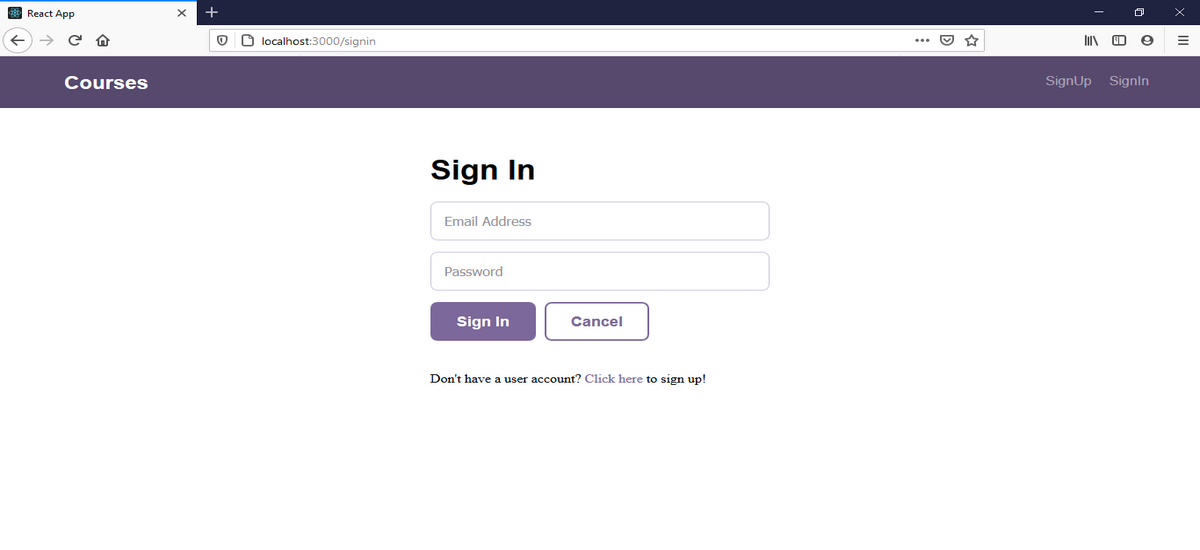 React App
localhost:3000/signin
Courses
SignUp SignIn
Sign In
Email Address
Password
Sign In Cancel
Don't have a user account? Click here to sign up!